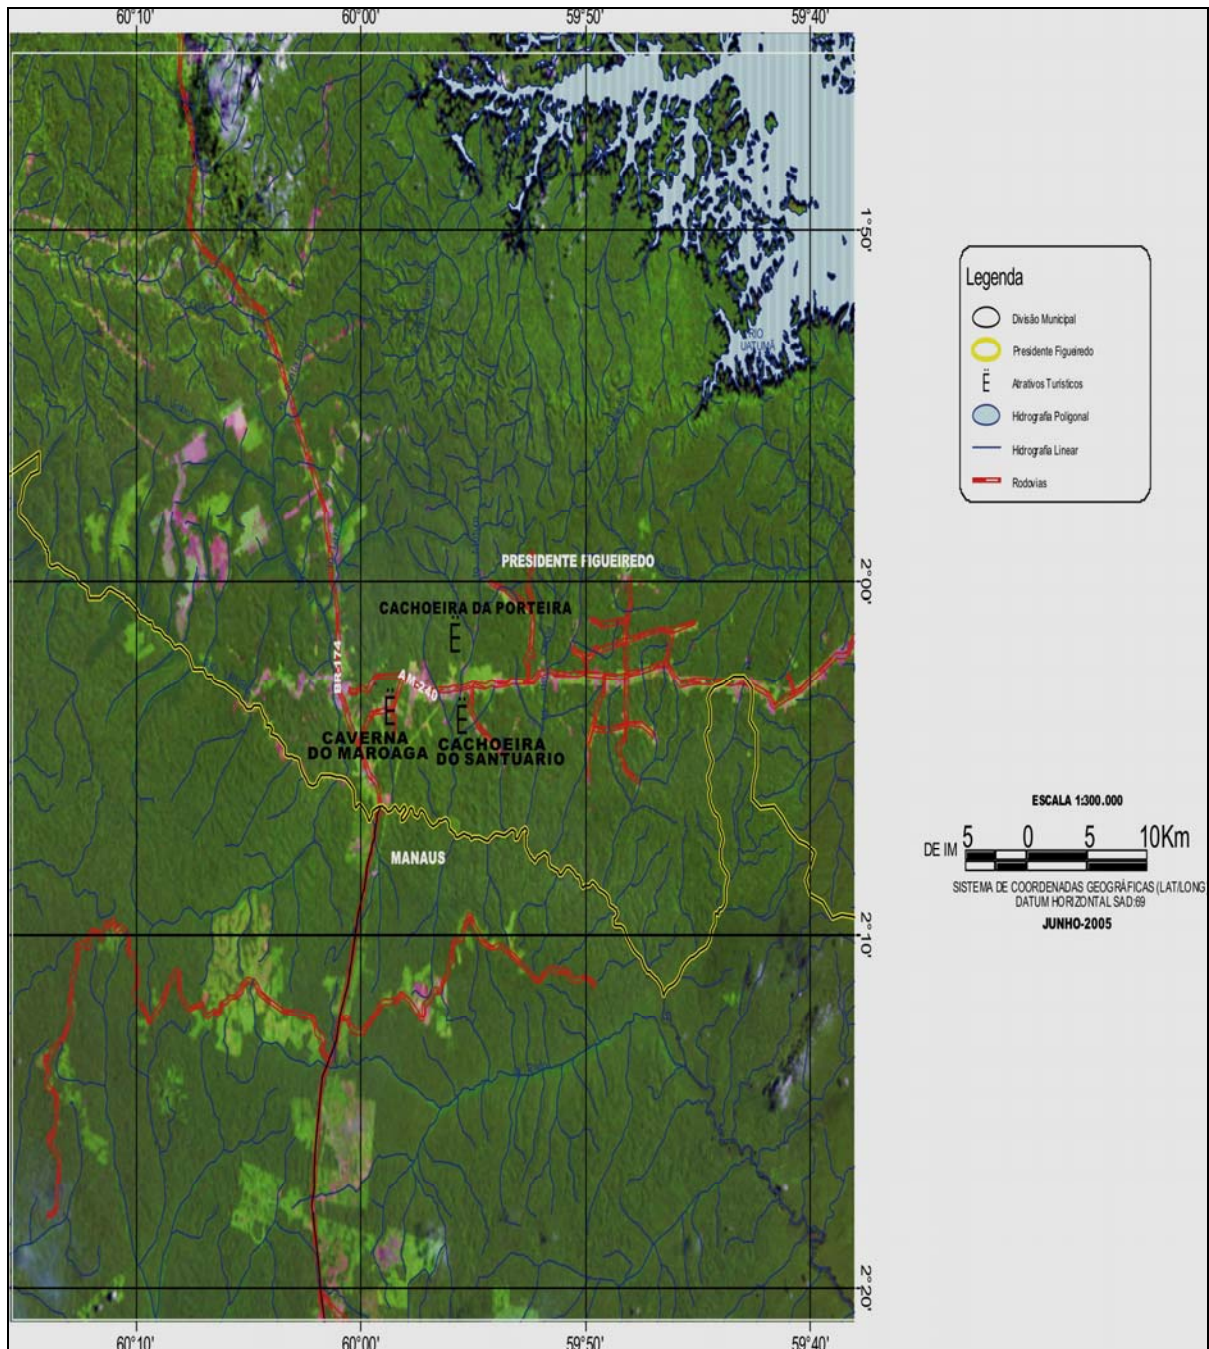 60°10' 60°00' 59°50' 59°40'
1°50'
RIO
UATUMÃ
Legenda
Divisão Municipal
Presidente Figueiredo
Ë Atrativos Turísticos
Hidrografia Poligonal
Hidrografia Linear
Rodovias
PRESIDENTE FIGUEIREDO
2°00'
CACHOEIRA DA PORTEIRA
Ë
BR-174
AM-240
Ë
Ë
CAVERNA
DO MAROAGA
CACHOEIRA
DO SANTUARIO
MANAUS
ESCALA 1:300.000
DE IM 5 0 5 10Km
SISTEMA DE COORDENADAS GEOGRÁFICAS (LAT/LONG
DATUM HORIZONTAL SAD:69
JUNHO-2005
2°10'
2°20'
60°10' 60°00' 59°50' 59°40'